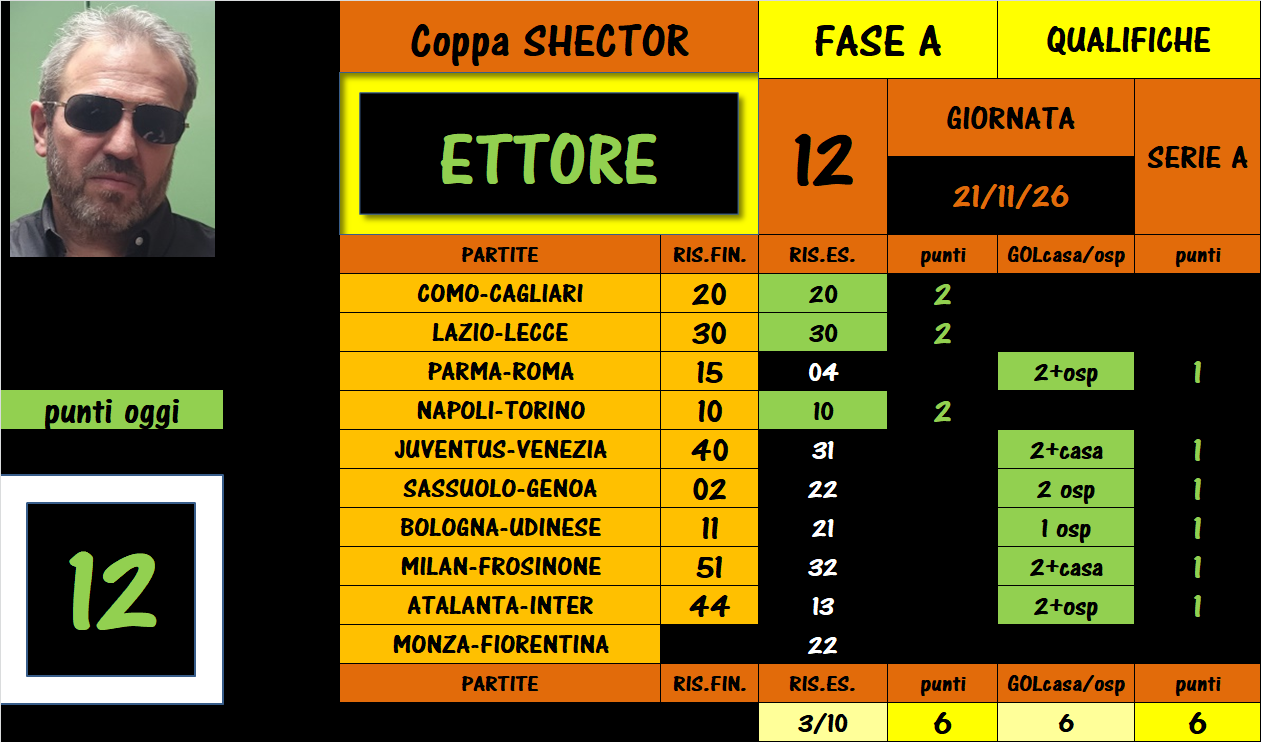 Coppa SHECTOR FASE A QUALIFICHE
ETTORE 12 GIORNATA SERIE A
21/11/26
PARTITE RIS.FIN. RIS.ES. punti GOLcasa/osp punti
COMO-CAGLIARI 20 20 2
LAZIO-LECCE 30 30 2
PARMA-ROMA 15 04 2+osp 1
punti oggi
NAPOLI-TORINO 10 10 2
JUVENTUS-VENEZIA 40 31 2+casa 1
SASSUOLO-GENOA 02 22 2 osp 1
BOLOGNA-UDINESE 11 21 1 osp 1
12
MILAN-FROSINONE 51 32 2+casa 1
ATALANTA-INTER 44 13 2+osp 1
MONZA-FIORENTINA 22
PARTITE RIS.FIN. RIS.ES. punti GOLcasa/osp punti
3/10 6 6 6